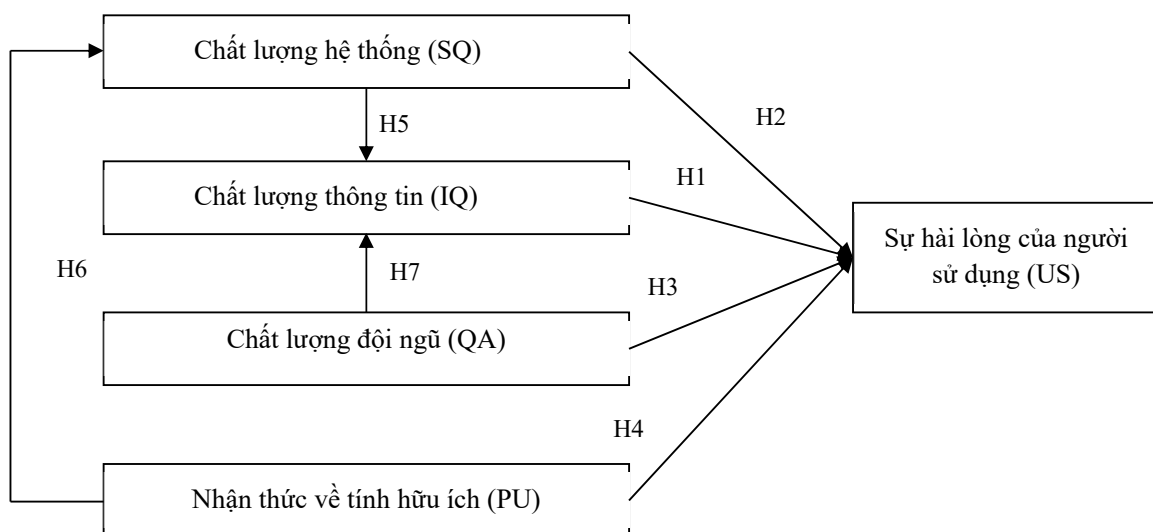 Chất lượng hệ thống (SQ)
H2
H5
H1
Chất lượng thông tin (IQ)
Sự hài lòng của người
sử dụng (US)
H6
H7
H3
Chất lượng đội ngũ (QA)
H4
Nhận thức về tính hữu ích (PU)